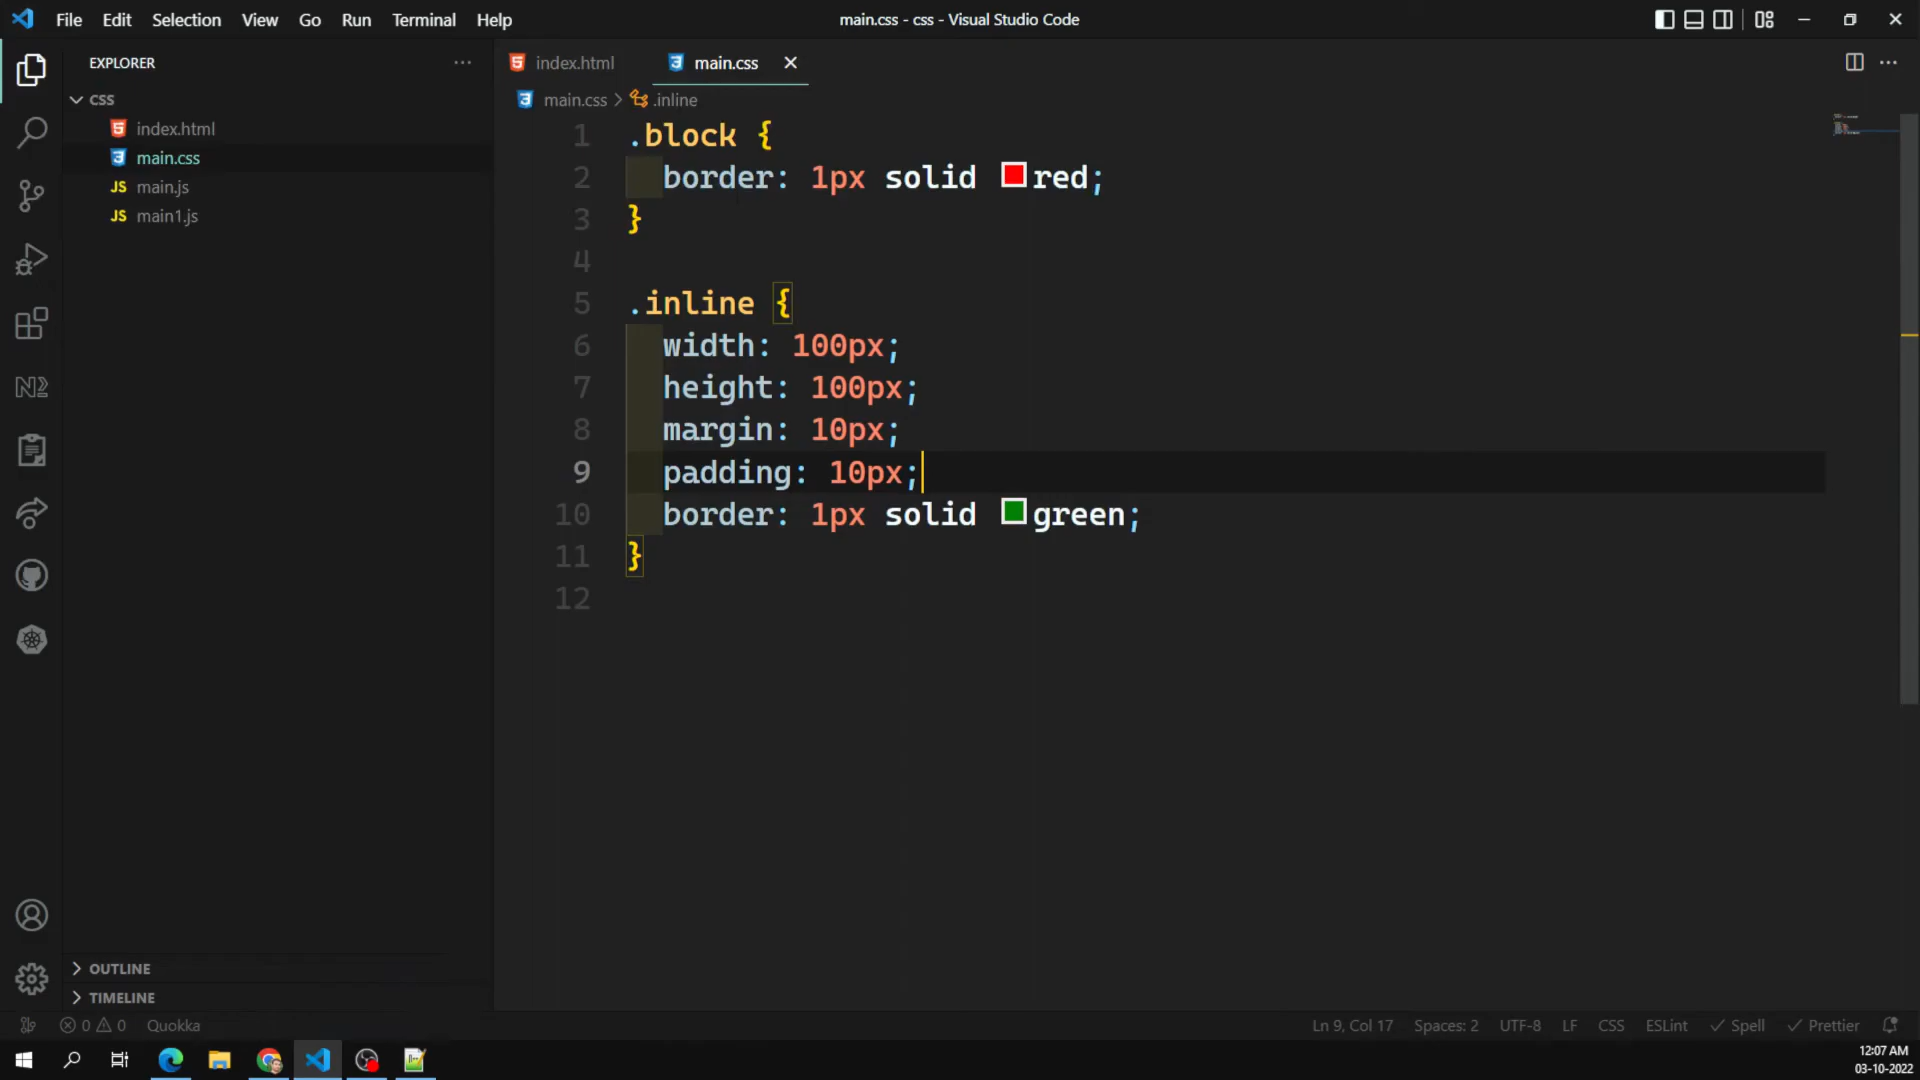 File Edit Selection View Go Run Terminal Help
main.css - css - Visual Studio Code
EXPLORER
CSS
index.html
main.css
JS main.js
JS main1.js
OUTLINE
TIMELINE
index.html
main.css
main.css > .inline
1 .block {
2 border: 1px solid red;
3 }
4
5 .inline {
6 width: 100px;
7 height: 100px;
8 margin: 10px;
9 padding: 10px;
10 border: 1px solid green;
11 }
12
0 0 Quokka Ln 9, Col 17 Spaces: 2 UTF-8 LF CSS ESLint Spell Prettier
12:07 AM
03-10-2022